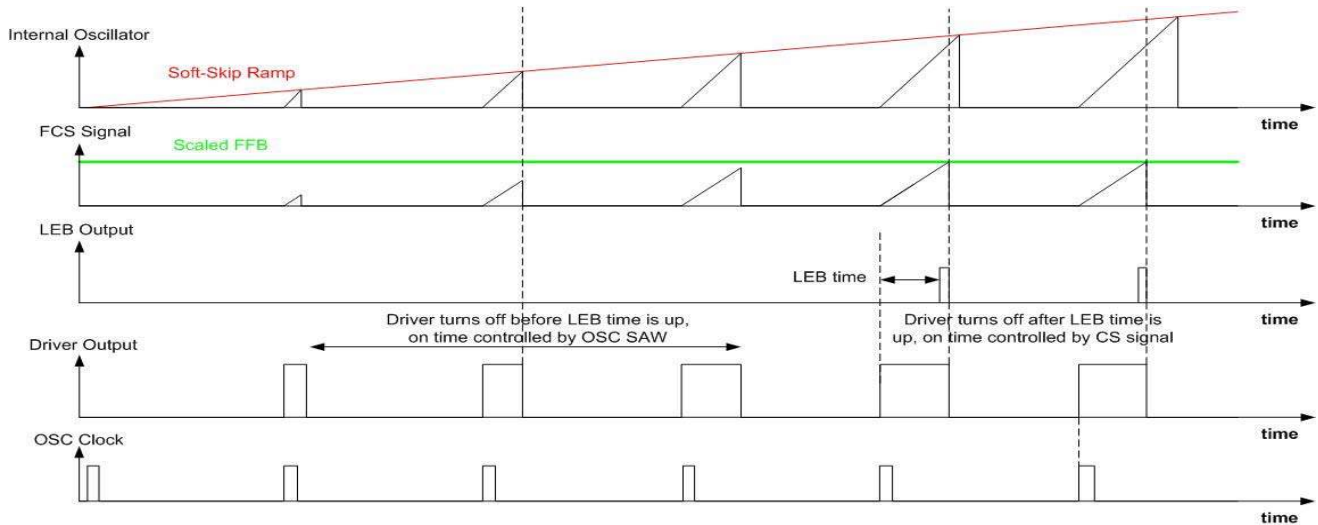 Internal Oscillator
Soft-Skip Ramp
time
FCS Signal
Scaled FFB
time
LEB Output
LEB time
time
Driver turns off before LEB time is up,
on time controlled by OSC SAW
Driver turns off after LEB time is
up, on time controlled by CS signal
Driver Output
time
OSC Clock
time